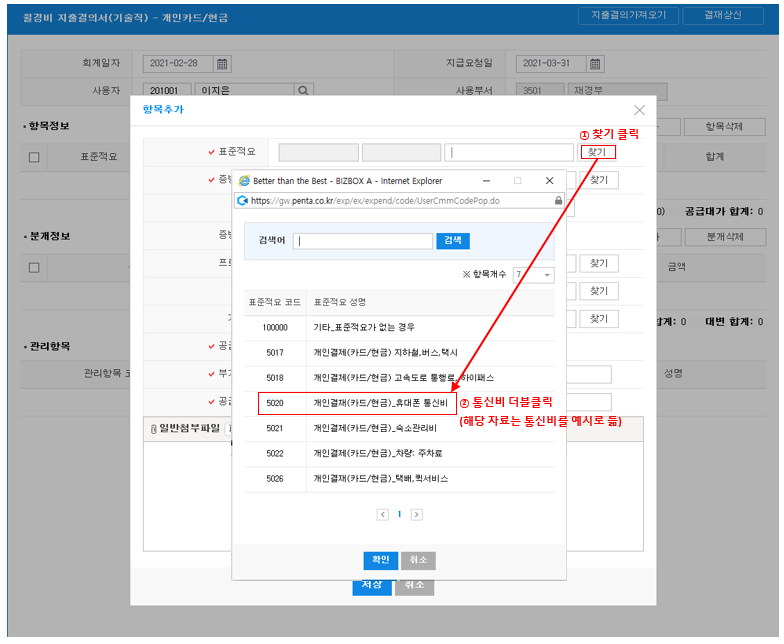 월경비 지출결의서(기술직) - 개인카드/현금
지출결의가져오기
결재상신
회계일자
2021-02-28
지급요청일
2021-03-31
사용자
201001
이지은
사용부서
3501
재경부
항목추가
항목정보
항목삭제
① 찾기 클릭
표준적요
찾기
표준적요
합계
증빙
찾기
Better than the Best - BIZBOX A - Internet Explorer
https://gw.penta.co.kr/exp/ex/expend/code/UserCmmCodePop.do
공급대가 합계: 0
분개정보
증빙
검색어
검색
분개삭제
프로
찾기
금액
※ 항목개수
7
찾기
표준적요 코드
표준적요 성명
찾기
합계: 0
대변 합계: 0
100000
기타_표준적요가 없는 경우
관리항목
공급
5017
개인결제(카드/현금) 지하철,버스,택시
관리항목 코
부가
5018
개인결제(카드/현금) 고속도로 통행료, 하이패스
성명
공급
5020
개인결재(카드/현금)_휴대폰 통신비
② 통신비 더블클릭
(해당 자료는 통신비를 예시로 듦)
일반첨부파일
5021
개인결제(카드/현금)_숙소관리비
5022
개인결제(카드/현금)_차량: 주차료
5026
개인결재(카드/현금)_택배,퀵서비스
1
확인
취소
저장
취소